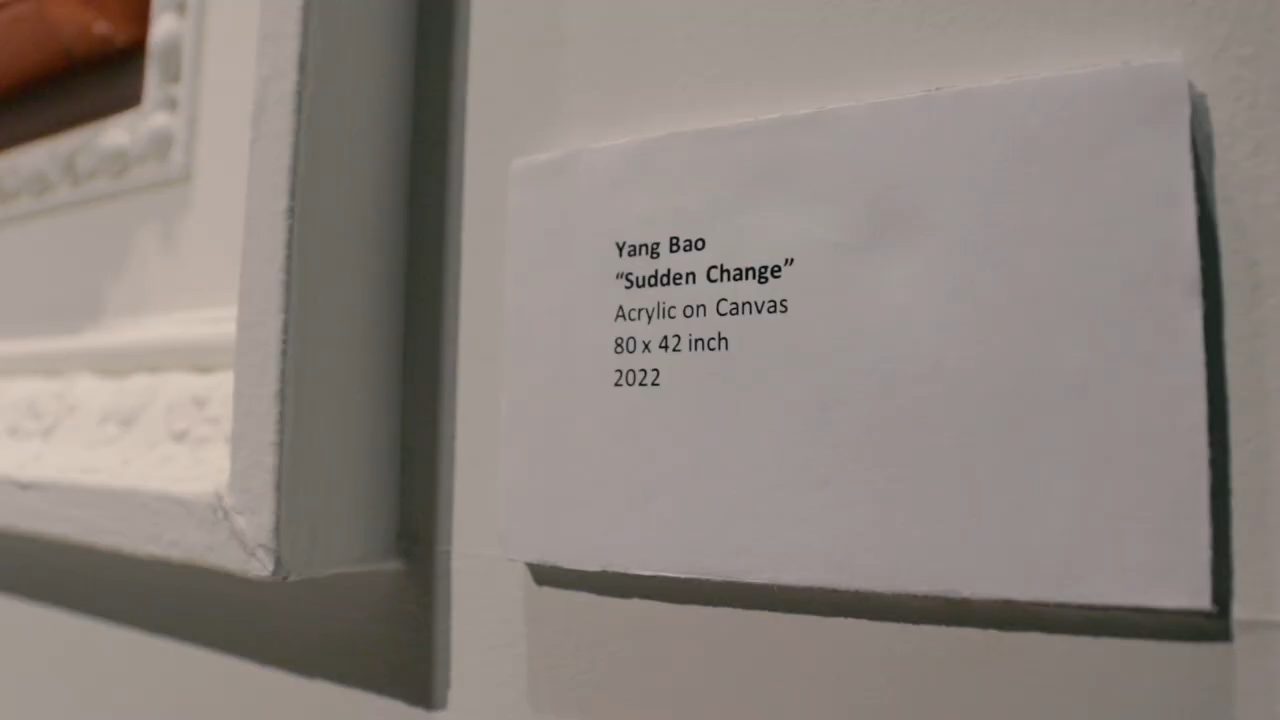 Yang Bao
“Sudden Change”
Acrylic on Canvas
80 x 42 inch
2022